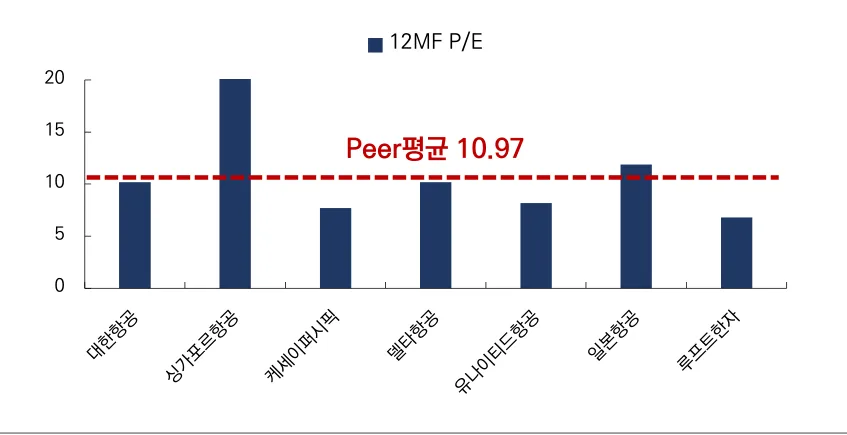 12MF P/E
20
15
Peer평균 10.97
10
5
0
대한항공
싱가포르항공
케세이퍼시픽
델타항공
유나이티드항공
일본항공
루프트한자